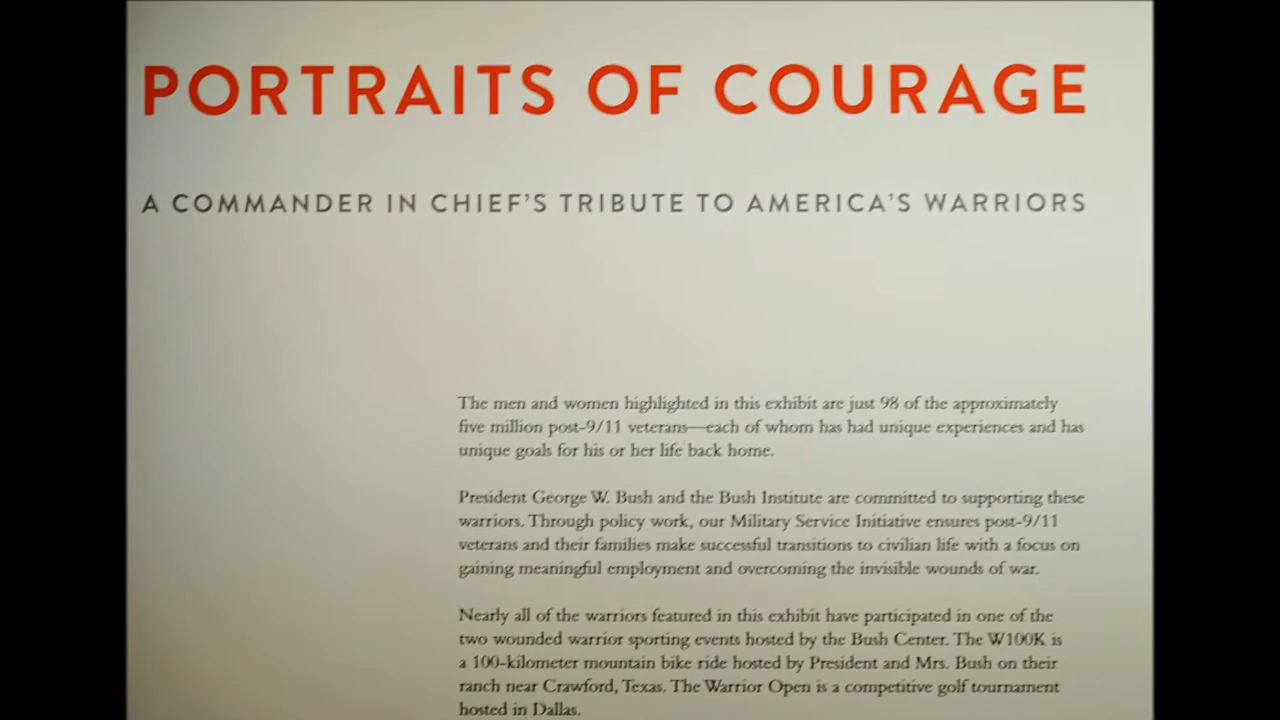 PORTRAITS OF COURAGE
A COMMANDER IN CHIEF'S TRIBUTE TO AMERICA'S WARRIORS
The men and women highlighted in this exhibit are just 98 of the approximately
five million post-9/11 veterans—each of whom has had unique experiences and has
unique goals for his or her life back home.
President George W. Bush and the Bush Institute are committed to supporting these
warriors. Through policy work, our Military Service Initiative ensures post-9/11
veterans and their families make successful transitions to civilian life with a focus on
gaining meaningful employment and overcoming the invisible wounds of war.
Nearly all of the warriors featured in this exhibit have participated in one of the
two wounded warrior sporting events hosted by the Bush Center. The W100K is
a 100-kilometer mountain bike ride hosted by President and Mrs. Bush on their
ranch near Crawford, Texas. The Warrior Open is a competitive golf tournament
hosted in Dallas.